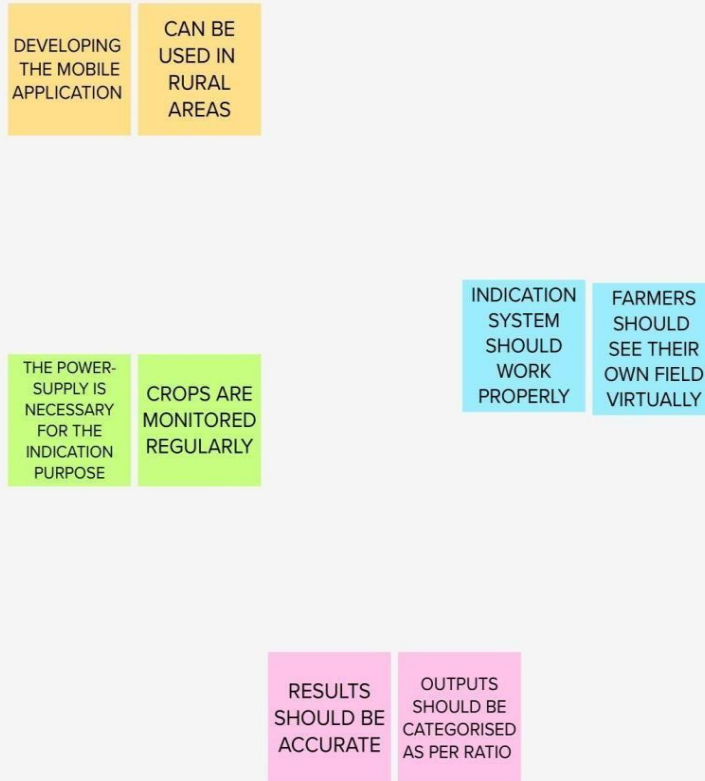 DEVELOPING
THE MOBILE
APPLICATION
CAN BE
USED IN
RURAL
AREAS
INDICATION
SYSTEM
SHOULD
WORK
PROPERLY
FARMERS
SHOULD
SEE THEIR
OWN FIELD
VIRTUALLY
THE POWER-
SUPPLY IS
NECESSARY
FOR THE
INDICATION
PURPOSE
CROPS ARE
MONITORED
REGULARLY
RESULTS
SHOULD BE
ACCURATE
OUTPUTS
SHOULD BE
CATEGORISED
AS PER RATIO